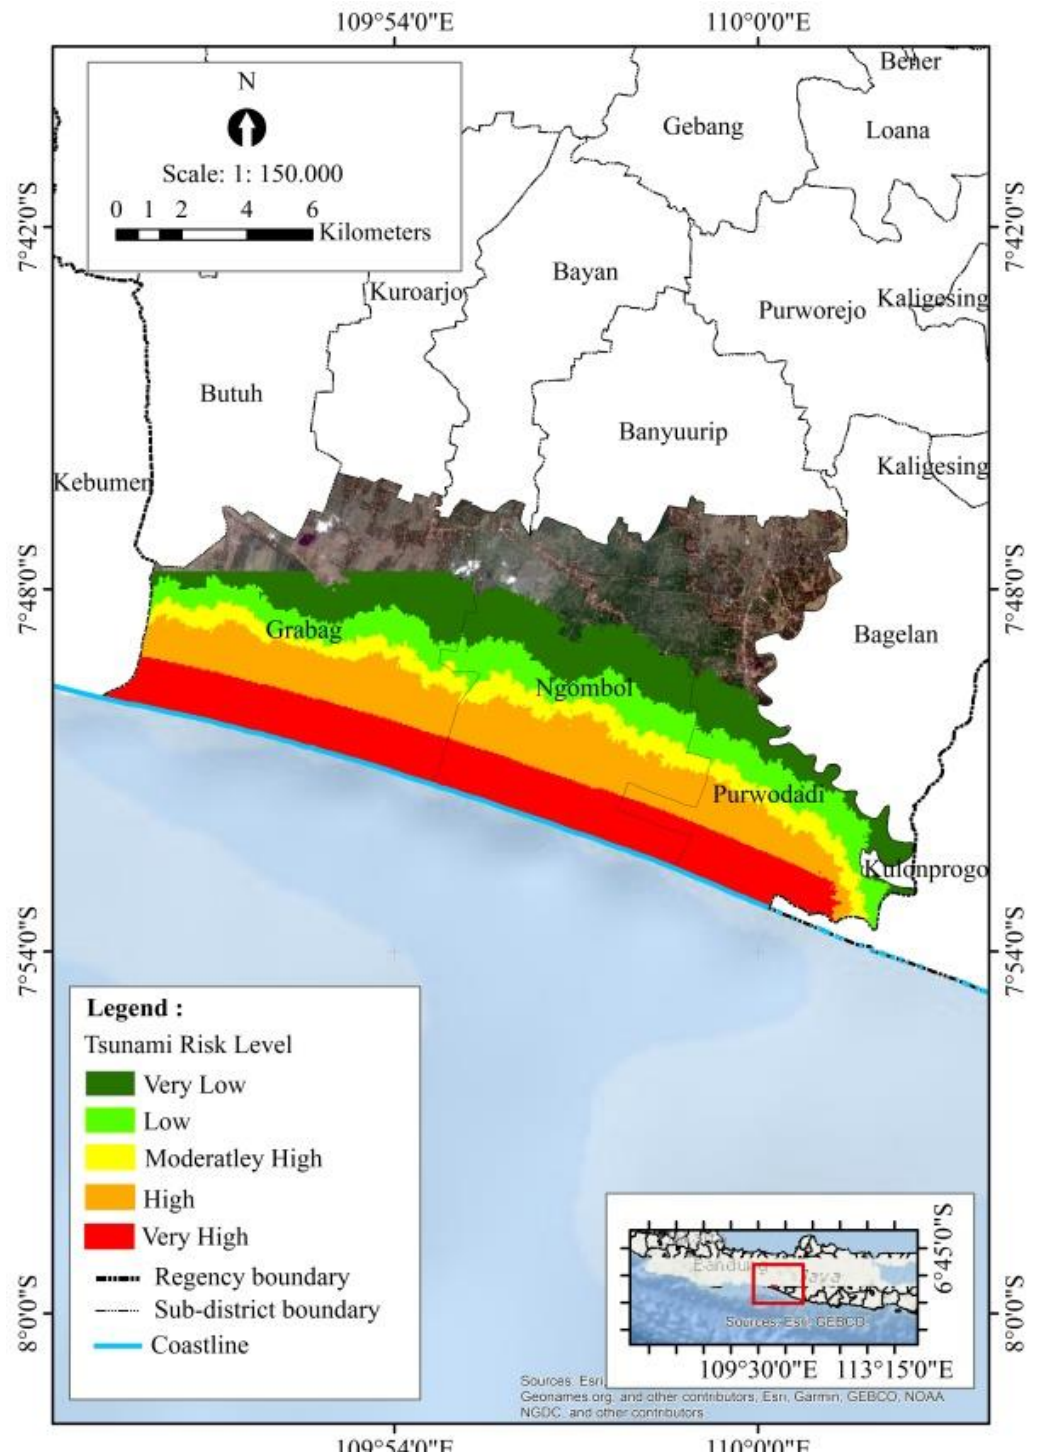 109°54'0"E 110°0'0"E
N
Scale: 1: 150.000
0 1 2 4 6
Kilometers
Bener
Gebang
Loana
7°42'0"S
7°42'0"S
Bayan
Kuroarjo
Purworejo
Kaligesing
Butuh
Banyuurip
Kaligesing
Kebumen
7°48'0"S
7°48'0"S
Grabag
Bagelan
Ngombol
Purwodadi
Kulonprogo
7°54'0"S
7°54'0"S
Legend :
Tsunami Risk Level
Very Low
Low
Moderatley High
High
Very High
Regency boundary
Sub-district boundary
Coastline
8°0'0"S
8°0'0"S
6°45'0"S
Bandung
Java
Sources: Esri, GEBCO,
109°30'0"E 113°15'0"E
Sources: Esri,
Geonames.org, and other contributors, Esri, Garmin, GEBCO, NOAA
NGDC, and other contributors
109°54'0"E 110°0'0"E